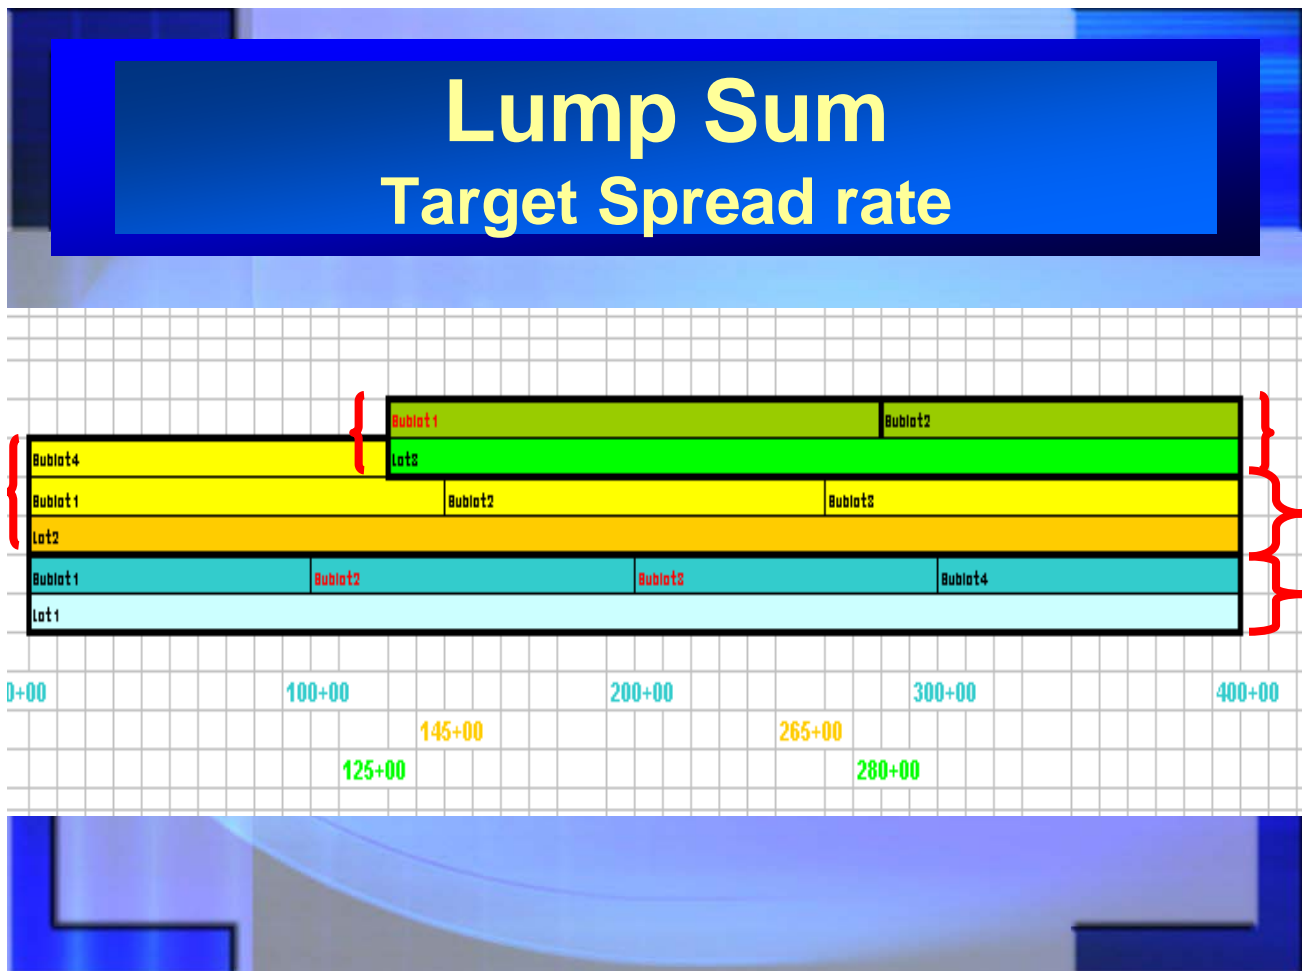 Lump Sum
Target Spread rate
Sublot1 Sublot2
Sublot4 Lot3
Sublot1 Sublot2 Sublot3
Lot2
Sublot1 Sublot2 Sublot3 Sublot4
Lot1
0+00 100+00 200+00 300+00 400+00
145+00 265+00
125+00 280+00